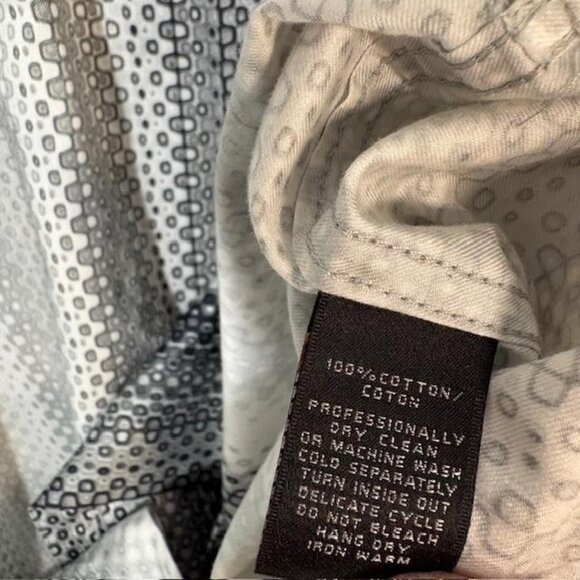 100% COTTON/
COTON
PROFESSIONALLY
DRY CLEAN
OR MACHINE WASH
COLD SEPARATELY
TURN INSIDE OUT
DELICATE CYCLE
DO NOT BLEACH
HANG DRY
IRON WARM